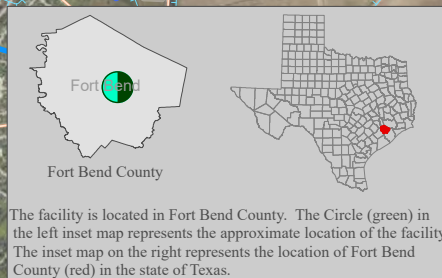 Fort Bend
Fort Bend County
The facility is located in Fort Bend County. The Circle (green) in
the left inset map represents the approximate location of the facility
The inset map on the right represents the location of Fort Bend
County (red) in the state of Texas.